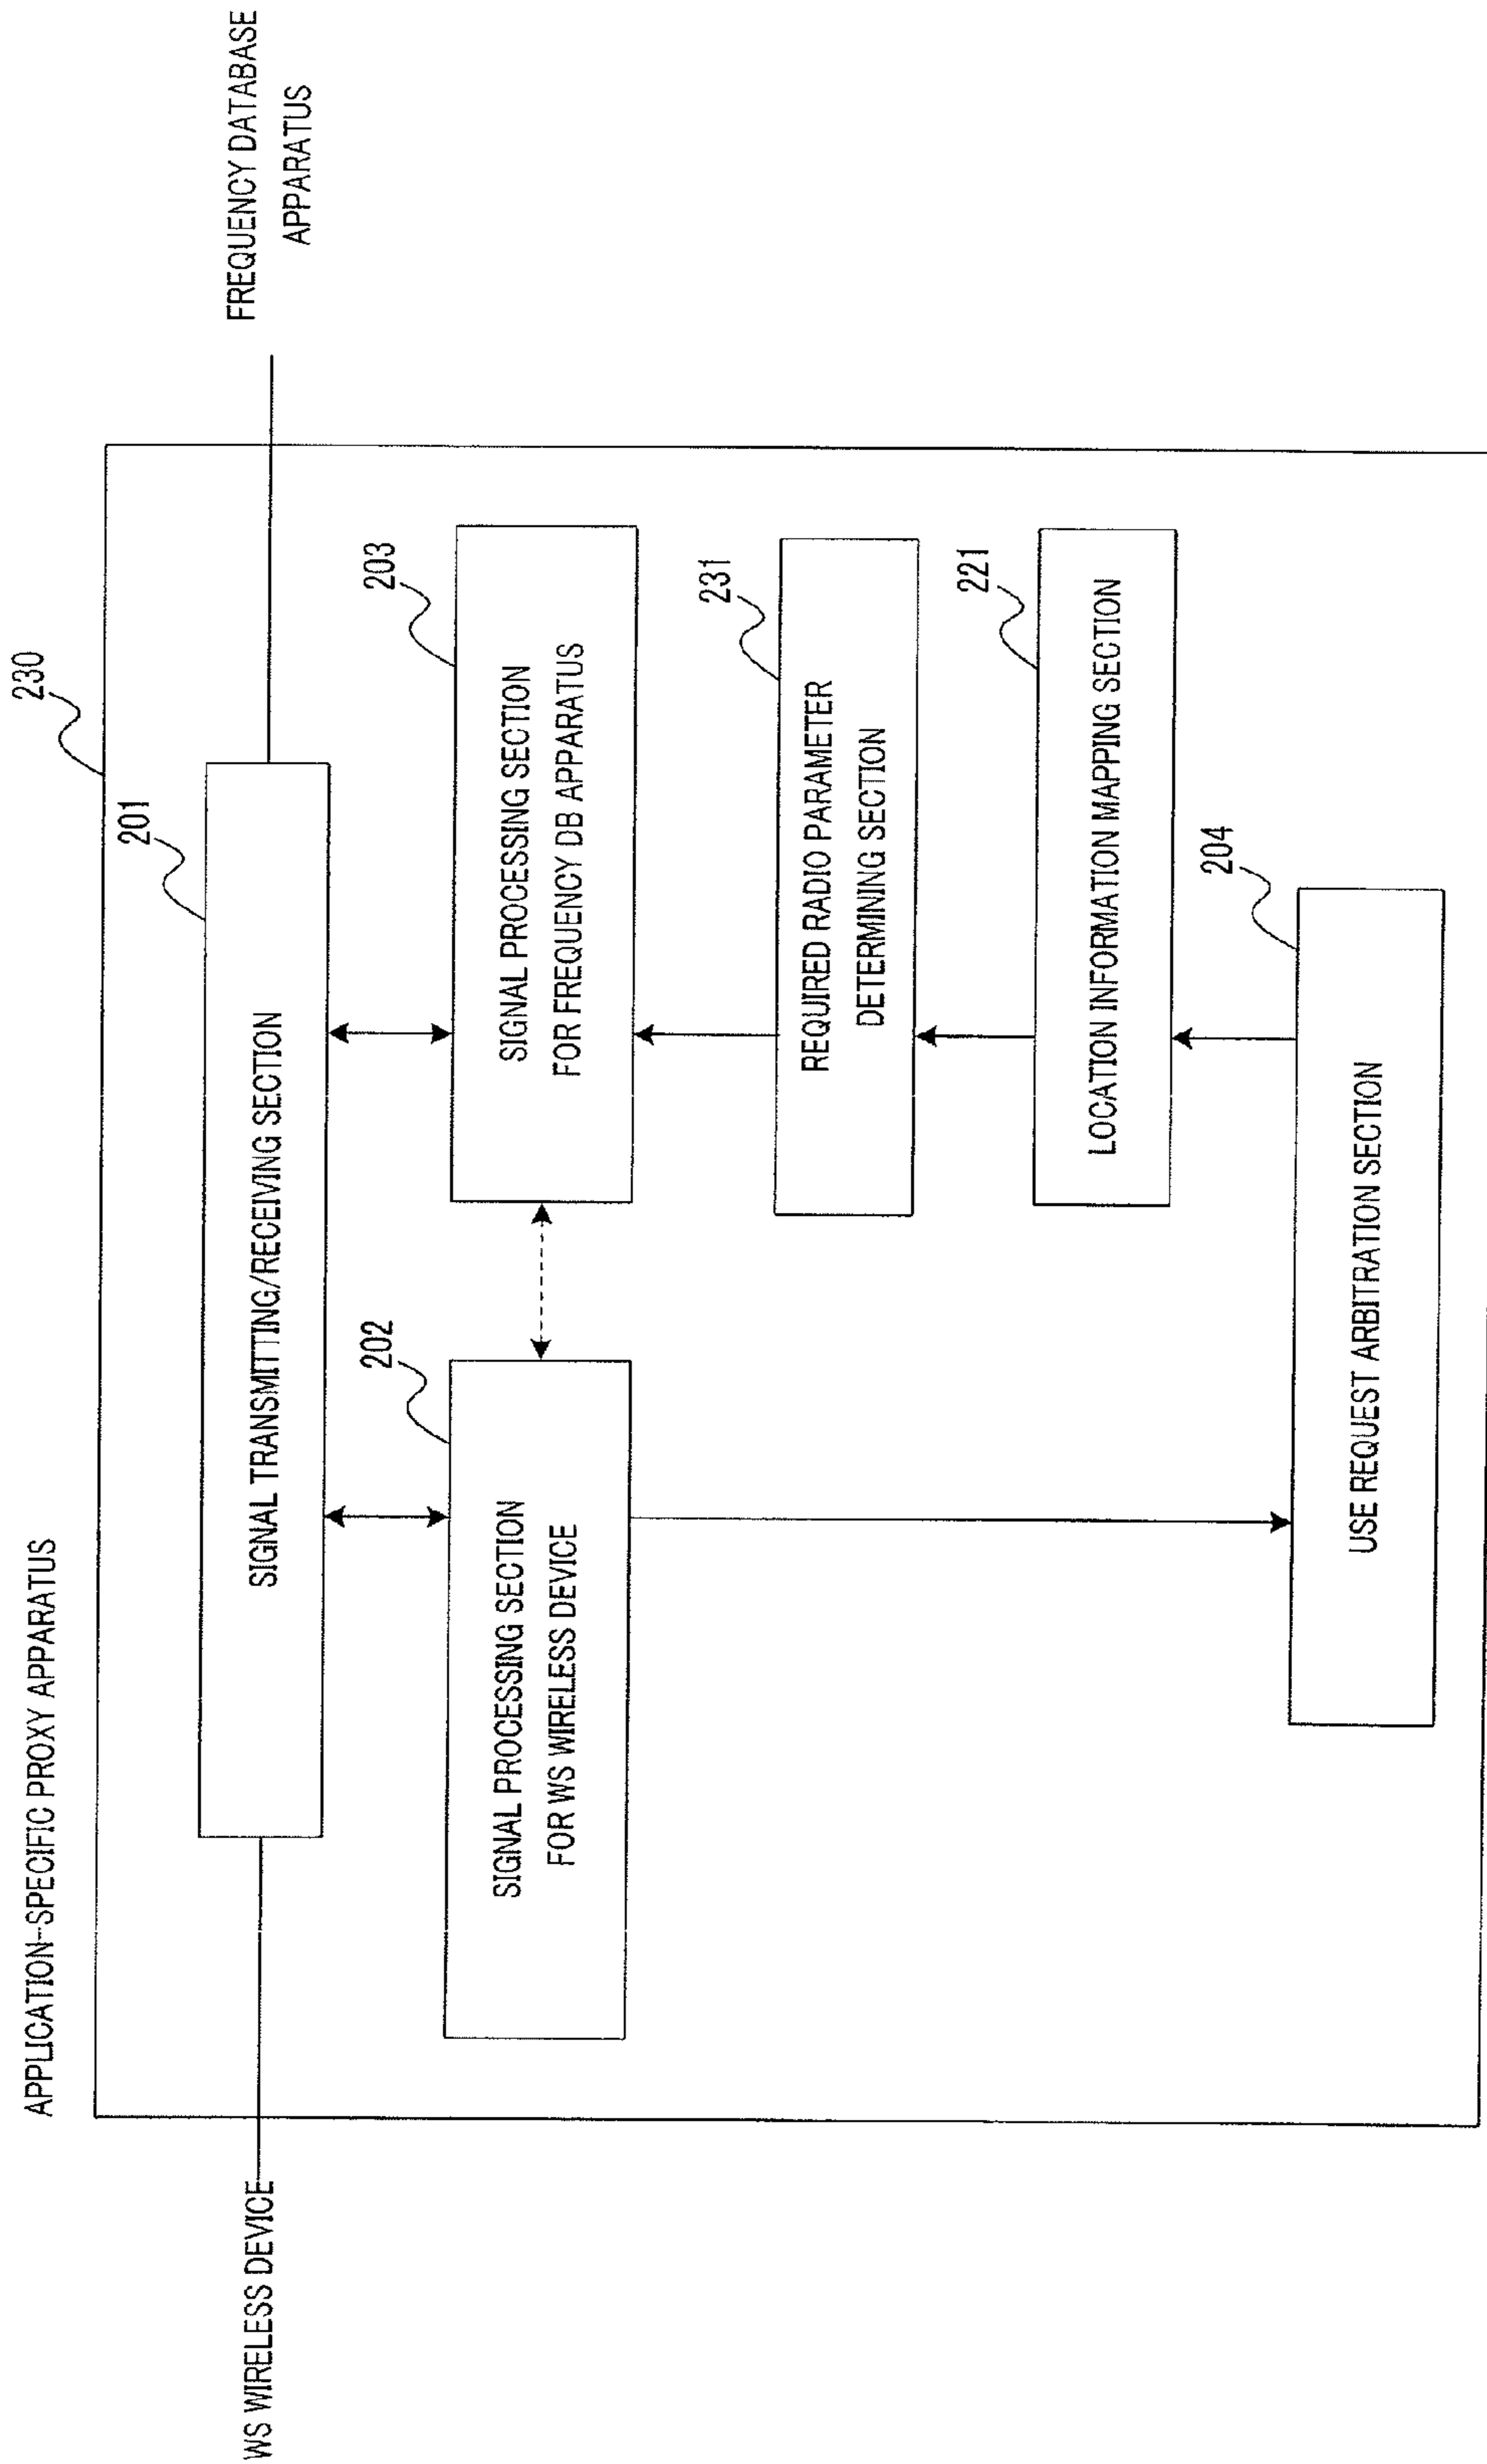 APPLICATION-SPECIFIC PROXY APPARATUS
230
WS WIRELESS DEVICE
FREQUENCY DATABASE
APPARATUS
201
SIGNAL TRANSMITTING/RECEIVING SECTION
202
SIGNAL PROCESSING SECTION
FOR WS WIRELESS DEVICE
203
SIGNAL PROCESSING SECTION
FOR FREQUENCY DB APPARATUS
231
REQUIRED RADIO PARAMETER
DETERMINING SECTION
221
LOCATION INFORMATION MAPPING SECTION
204
USE REQUEST ARBITRATION SECTION